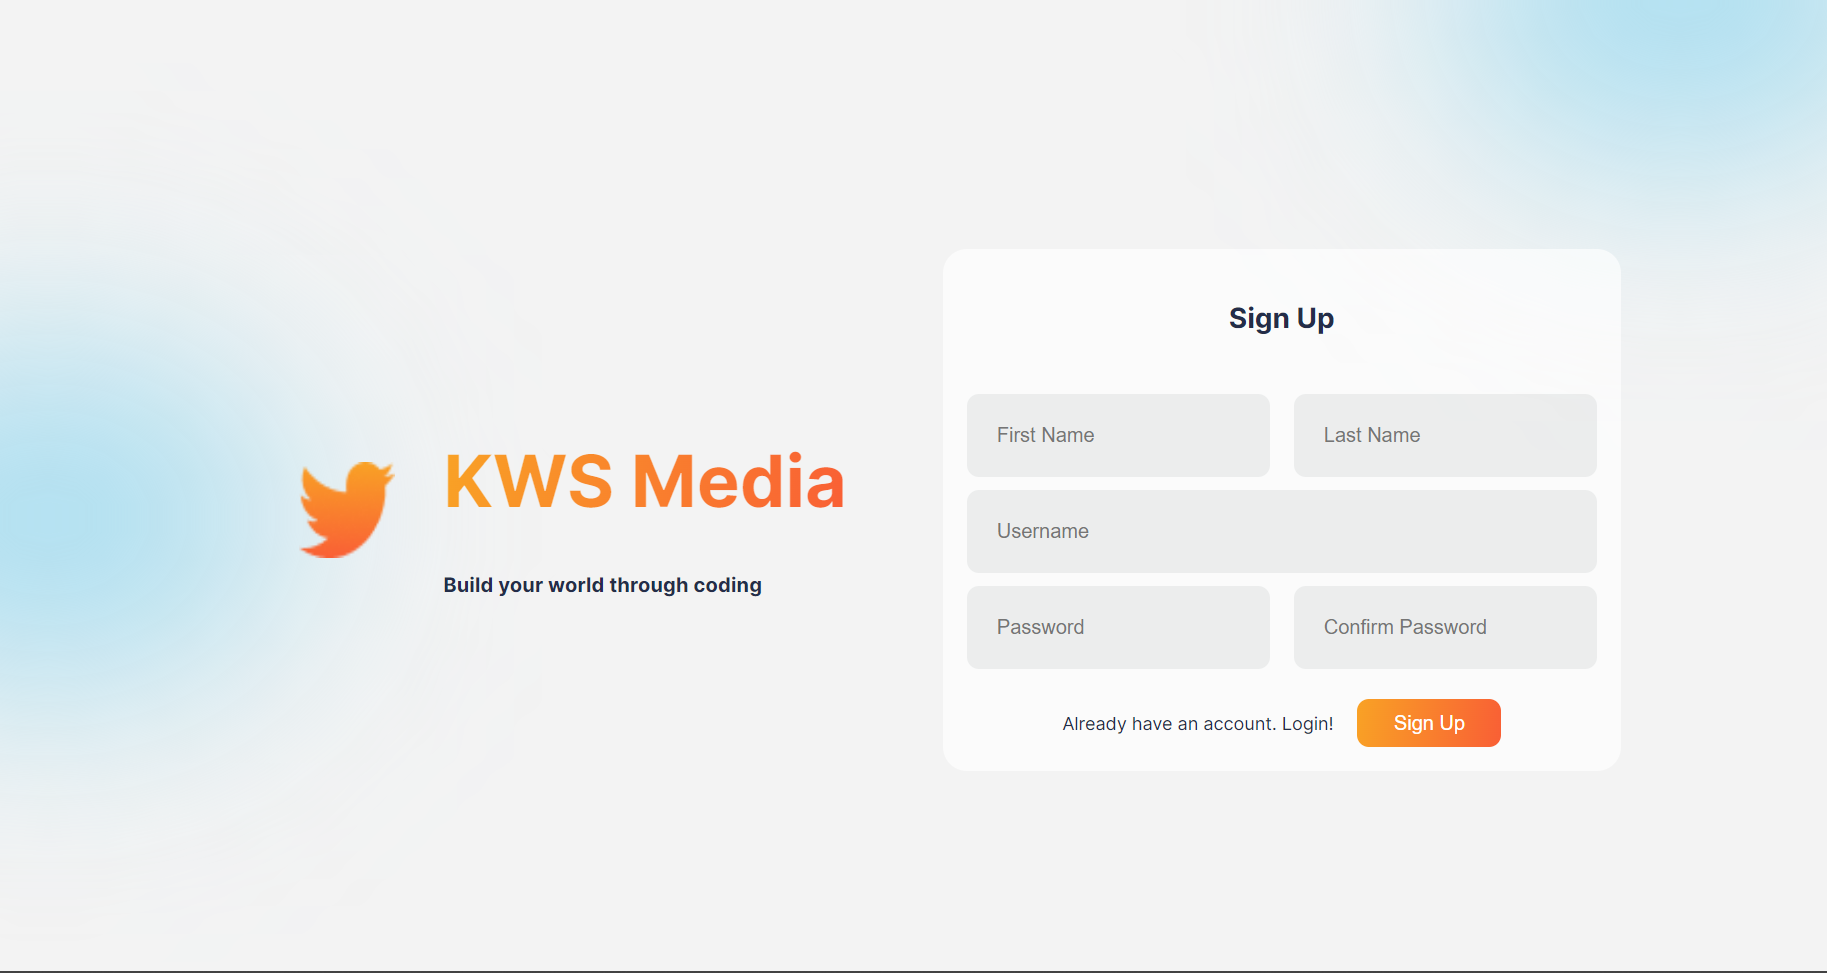 KWS Media
Build your world through coding
Sign Up
First Name
Last Name
Username
Password
Confirm Password
Already have an account. Login!
Sign Up